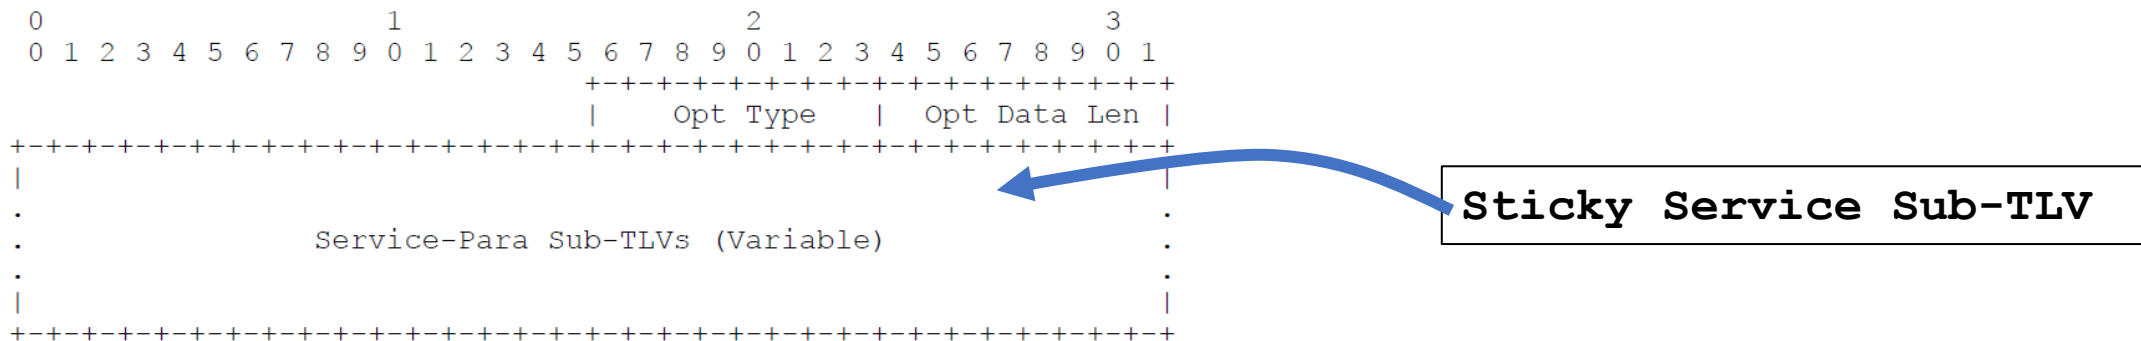 0                   1                   2                   3
0 1 2 3 4 5 6 7 8 9 0 1 2 3 4 5 6 7 8 9 0 1 2 3 4 5 6 7 8 9 0 1
+-+-+-+-+-+-+-+-+-+-+-+-+-+-+-+-+
|    Opt Type   |  Opt Data Len |
+-+-+-+-+-+-+-+-+-+-+-+-+-+-+-+-+-+-+-+-+-+-+-+-+-+-+-+-+-+-+-+-+
|                                                               |
Sticky Service Sub-TLV
.                                                               .
.                Service-Para Sub-TLVs (Variable)               .
.                                                               .
|                                                               |
+-+-+-+-+-+-+-+-+-+-+-+-+-+-+-+-+-+-+-+-+-+-+-+-+-+-+-+-+-+-+-+-+